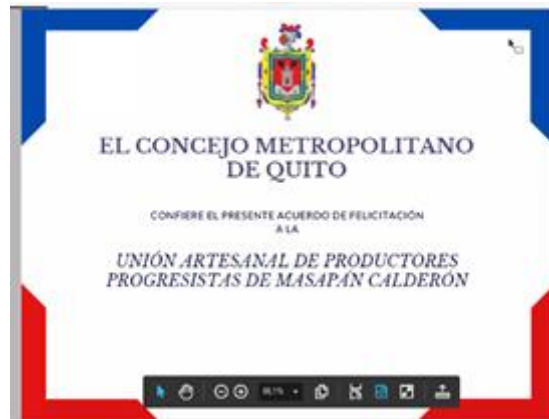 EL CONCEJO METROPOLITANO
DE QUITO
CONFIERE EL PRESENTE ACUERDO DE FELICITACIÓN
A LA
UNIÓN ARTESANAL DE PRODUCTORES
PROGRESISTAS DE MASAPÁN CALDERÓN